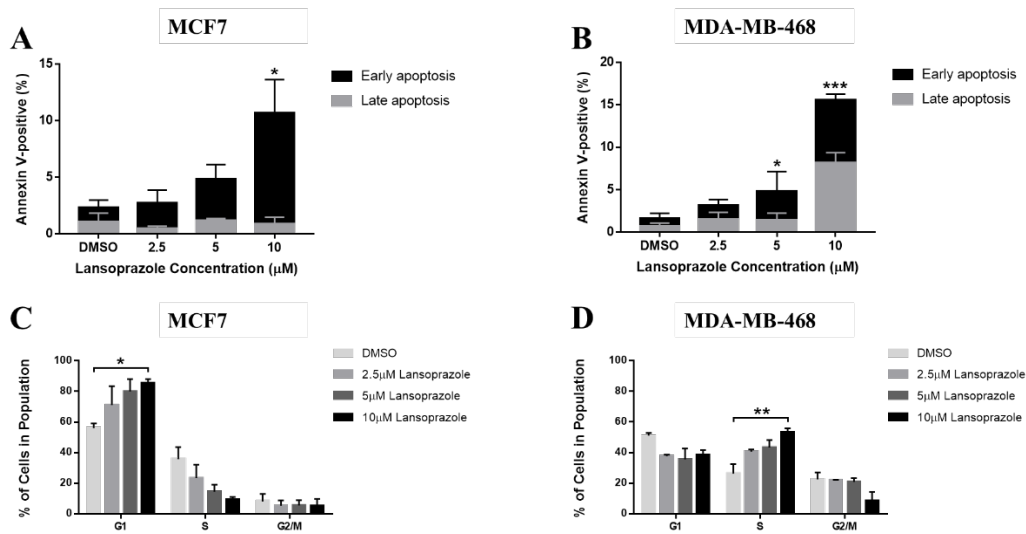 A
MCF7
Annexin V-positive (%)
15
10
5
0
*
DMSO 2.5 5 10
Lansoprazole Concentration (µM)
Early apoptosis
Late apoptosis
B
MDA-MB-468
Annexin V-positive (%)
20
15
10
5
0
*
***
DMSO 2.5 5 10
Lansoprazole Concentration (µM)
Early apoptosis
Late apoptosis
C
MCF7
% of Cells in Population
100
80
60
40
20
0
*
G1 S G2/M
DMSO
2.5µM Lansoprazole
5µM Lansoprazole
10µM Lansoprazole
D
MDA-MB-468
% of Cells in Population
100
80
60
40
20
0
**
G1 S G2/M
DMSO
2.5µM Lansoprazole
5µM Lansoprazole
10µM Lansoprazole